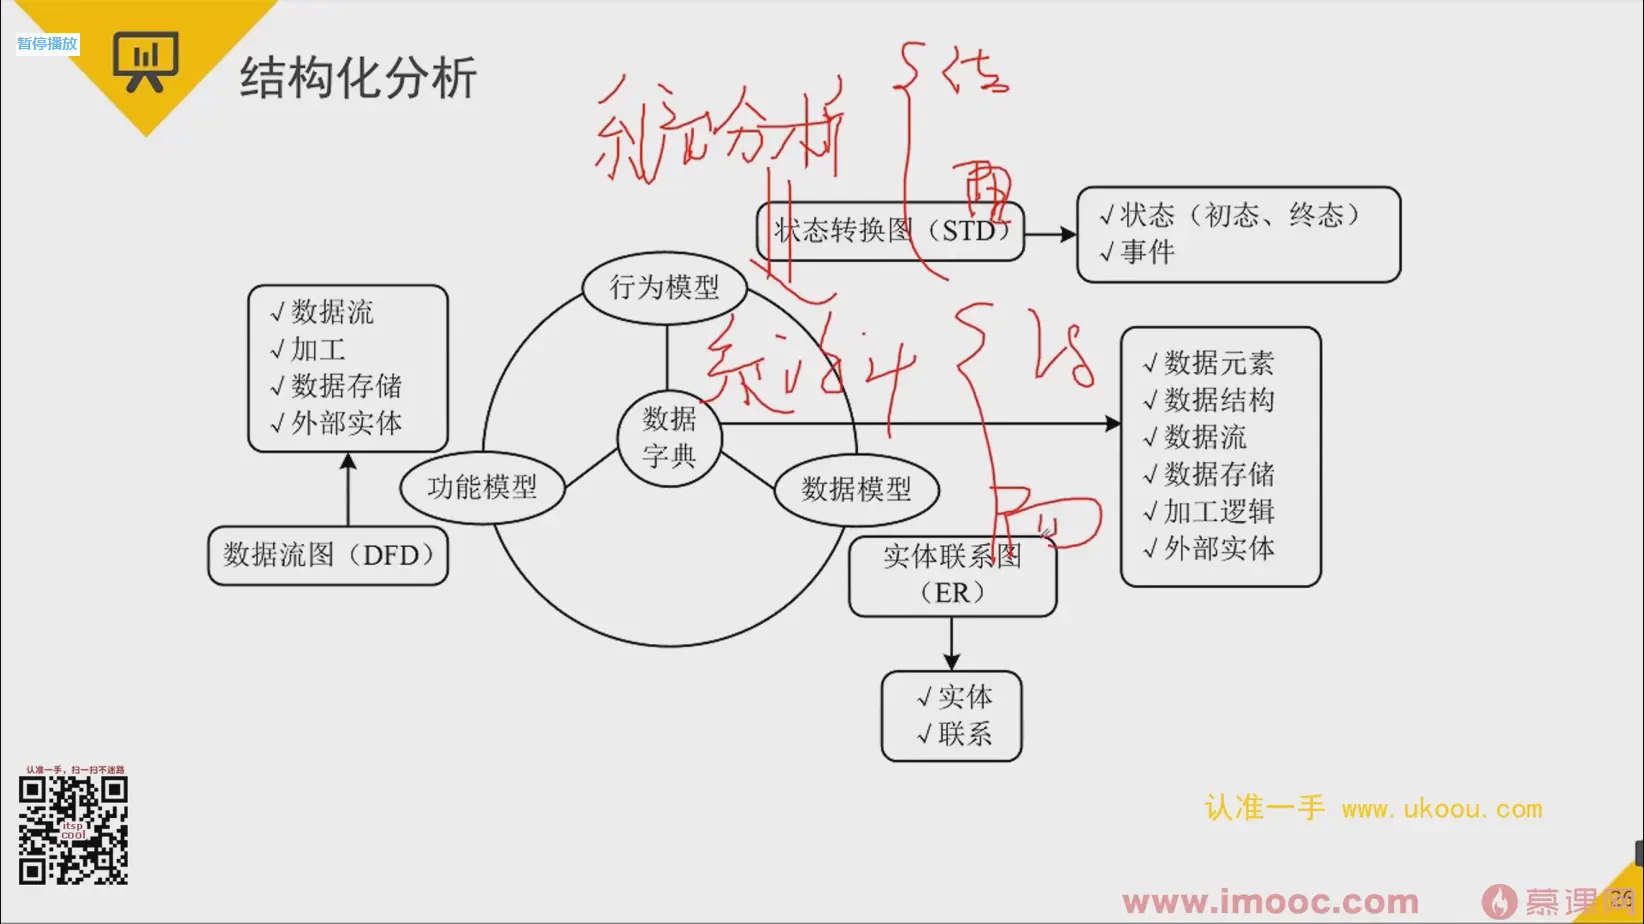 暂停播放
结构化分析
系统分析
状态转换图（STD）
√状态（初态、终态）
√事件
行为模型
√数据流
√加工
√数据存储
√外部实体
数据
字典
√数据元素
√数据结构
√数据流
√数据存储
√加工逻辑
√外部实体
功能模型
数据模型
数据流图（DFD）
实体联系图
（ER）
√实体
√联系
认准一手，扫一扫不迷路
itsp
cool
认准一手 www.ukoou.com
www.imooc.com
慕课网
26